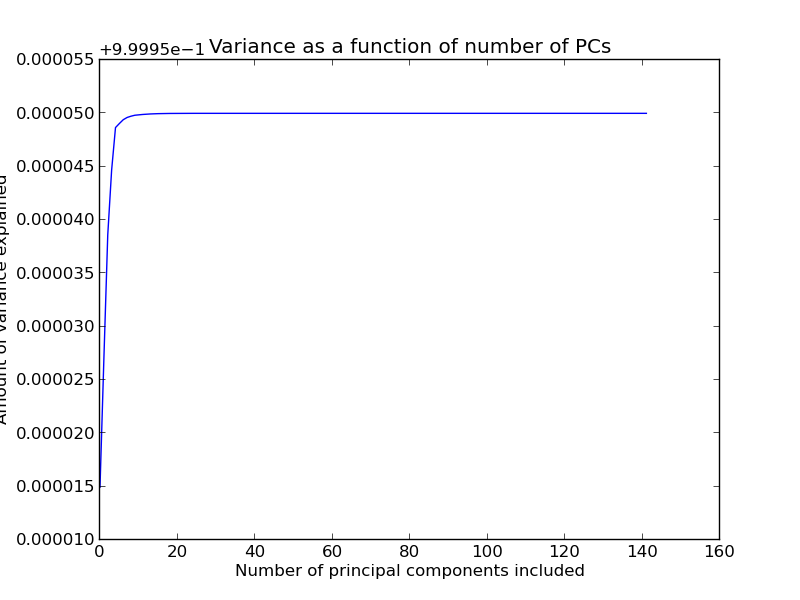 +9.9995e−1 Variance as a function of number of PCs
0.000055
0.000050
0.000045
0.000040
0.000035
0.000030
0.000025
0.000020
0.000015
0.000010
Amount of variance explained
0 20 40 60 80 100 120 140 160
Number of principal components included